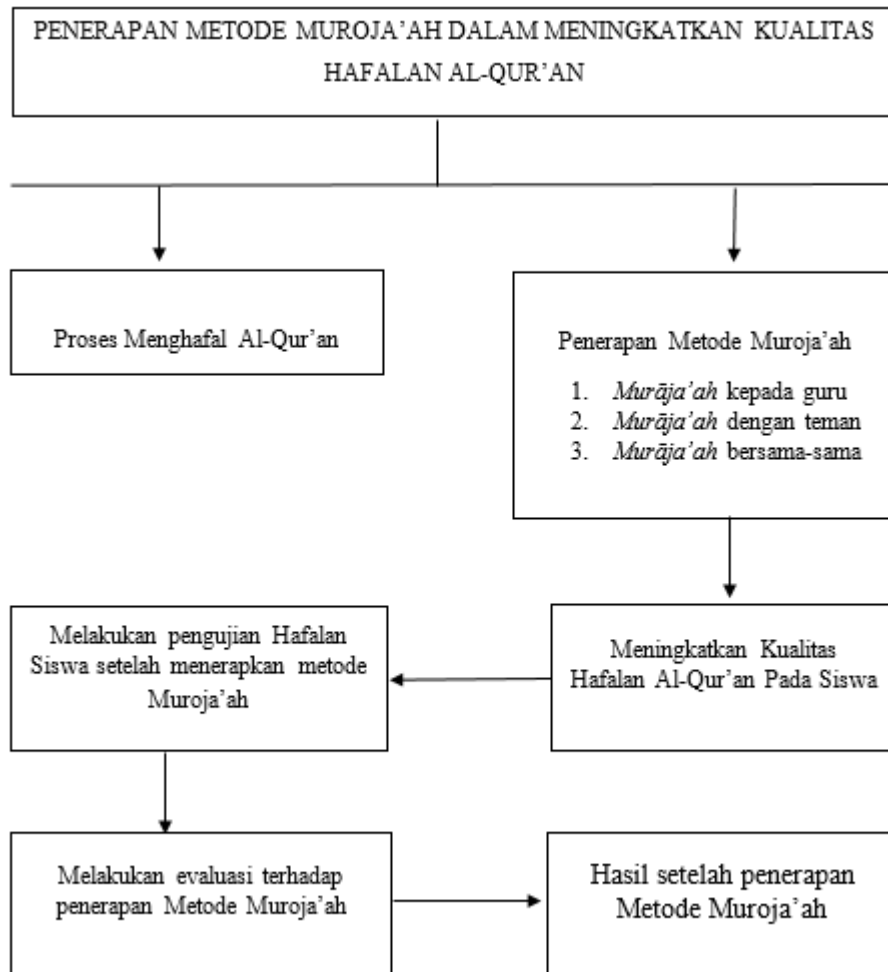 PENERAPAN METODE MUROJA’AH DALAM MENINGKATKAN KUALITAS
HAFALAN AL-QUR’AN
Proses Menghafal Al-Qur’an
Penerapan Metode Muroja’ah
1. Murāja’ah kepada guru
2. Murāja’ah dengan teman
3. Murāja’ah bersama-sama
Meningkatkan Kualitas
Hafalan Al-Qur’an Pada Siswa
Melakukan pengujian Hafalan
Siswa setelah menerapkan metode
Muroja’ah
Melakukan evaluasi terhadap
penerapan Metode Muroja’ah
Hasil setelah penerapan
Metode Muroja’ah